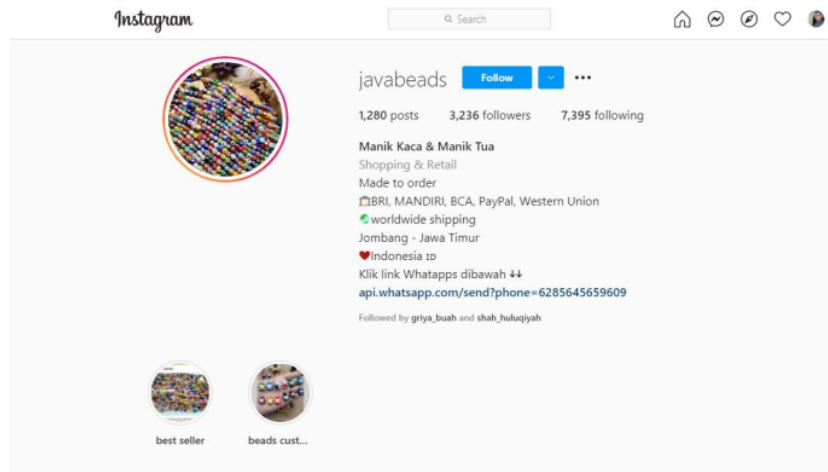 Instagram
Search
javabeads Follow
1,280 posts 3,236 followers 7,395 following
Manik Kaca & Manik Tua
Shopping & Retail
Made to order
🏦BRI, MANDIRI, BCA, PayPal, Western Union
🌏worldwide shipping
Jombang - Jawa Timur
❤Indonesia ɪᴅ
Klik link Whatapps dibawah ↓↓
api.whatsapp.com/send?phone=6285645659609
Followed by griya_buah and shah_huluqiyah
best seller beads cust...